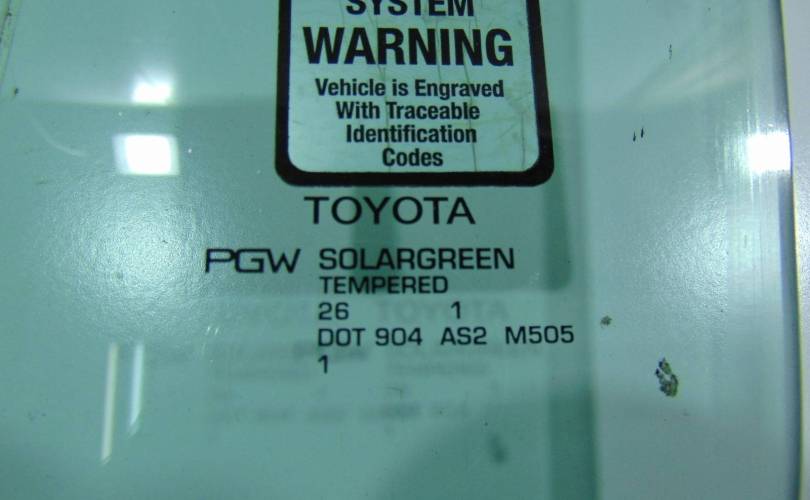 SYSTEM
WARNING
Vehicle is Engraved
With Traceable
Identification
Codes
TOYOTA
PGW SOLARGREEN
TEMPERED
26 1
DOT 904 AS2 M505
1